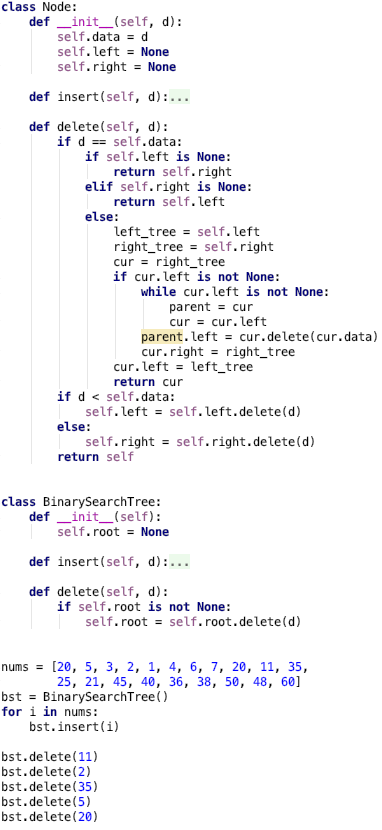 class Node:
    def __init__(self, d):
        self.data = d
        self.left = None
        self.right = None

    def insert(self, d):...

    def delete(self, d):
        if d == self.data:
            if self.left is None:
                return self.right
            elif self.right is None:
                return self.left
            else:
                left_tree = self.left
                right_tree = self.right
                cur = right_tree
                if cur.left is not None:
                    while cur.left is not None:
                        parent = cur
                        cur = cur.left
                    parent.left = cur.delete(cur.data)
                    cur.right = right_tree
                cur.left = left_tree
                return cur
        if d < self.data:
            self.left = self.left.delete(d)
        else:
            self.right = self.right.delete(d)
        return self


class BinarySearchTree:
    def __init__(self):
        self.root = None

    def insert(self, d):...

    def delete(self, d):
        if self.root is not None:
            self.root = self.root.delete(d)


nums = [20, 5, 3, 2, 1, 4, 6, 7, 20, 11, 35,
        25, 21, 45, 40, 36, 38, 50, 48, 60]
bst = BinarySearchTree()
for i in nums:
    bst.insert(i)

bst.delete(11)
bst.delete(2)
bst.delete(35)
bst.delete(5)
bst.delete(20)